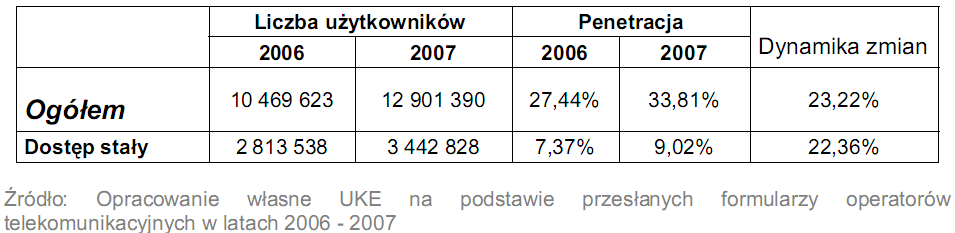 Liczba użytkowników Penetracja Dynamika zmian
2006 2007 2006 2007
Ogółem 10 469 623 12 901 390 27,44% 33,81% 23,22%
Dostęp stały 2 813 538 3 442 828 7,37% 9,02% 22,36%
Źródło: Opracowanie własne UKE na podstawie przesłanych formularzy operatorów
telekomunikacyjnych w latach 2006 - 2007